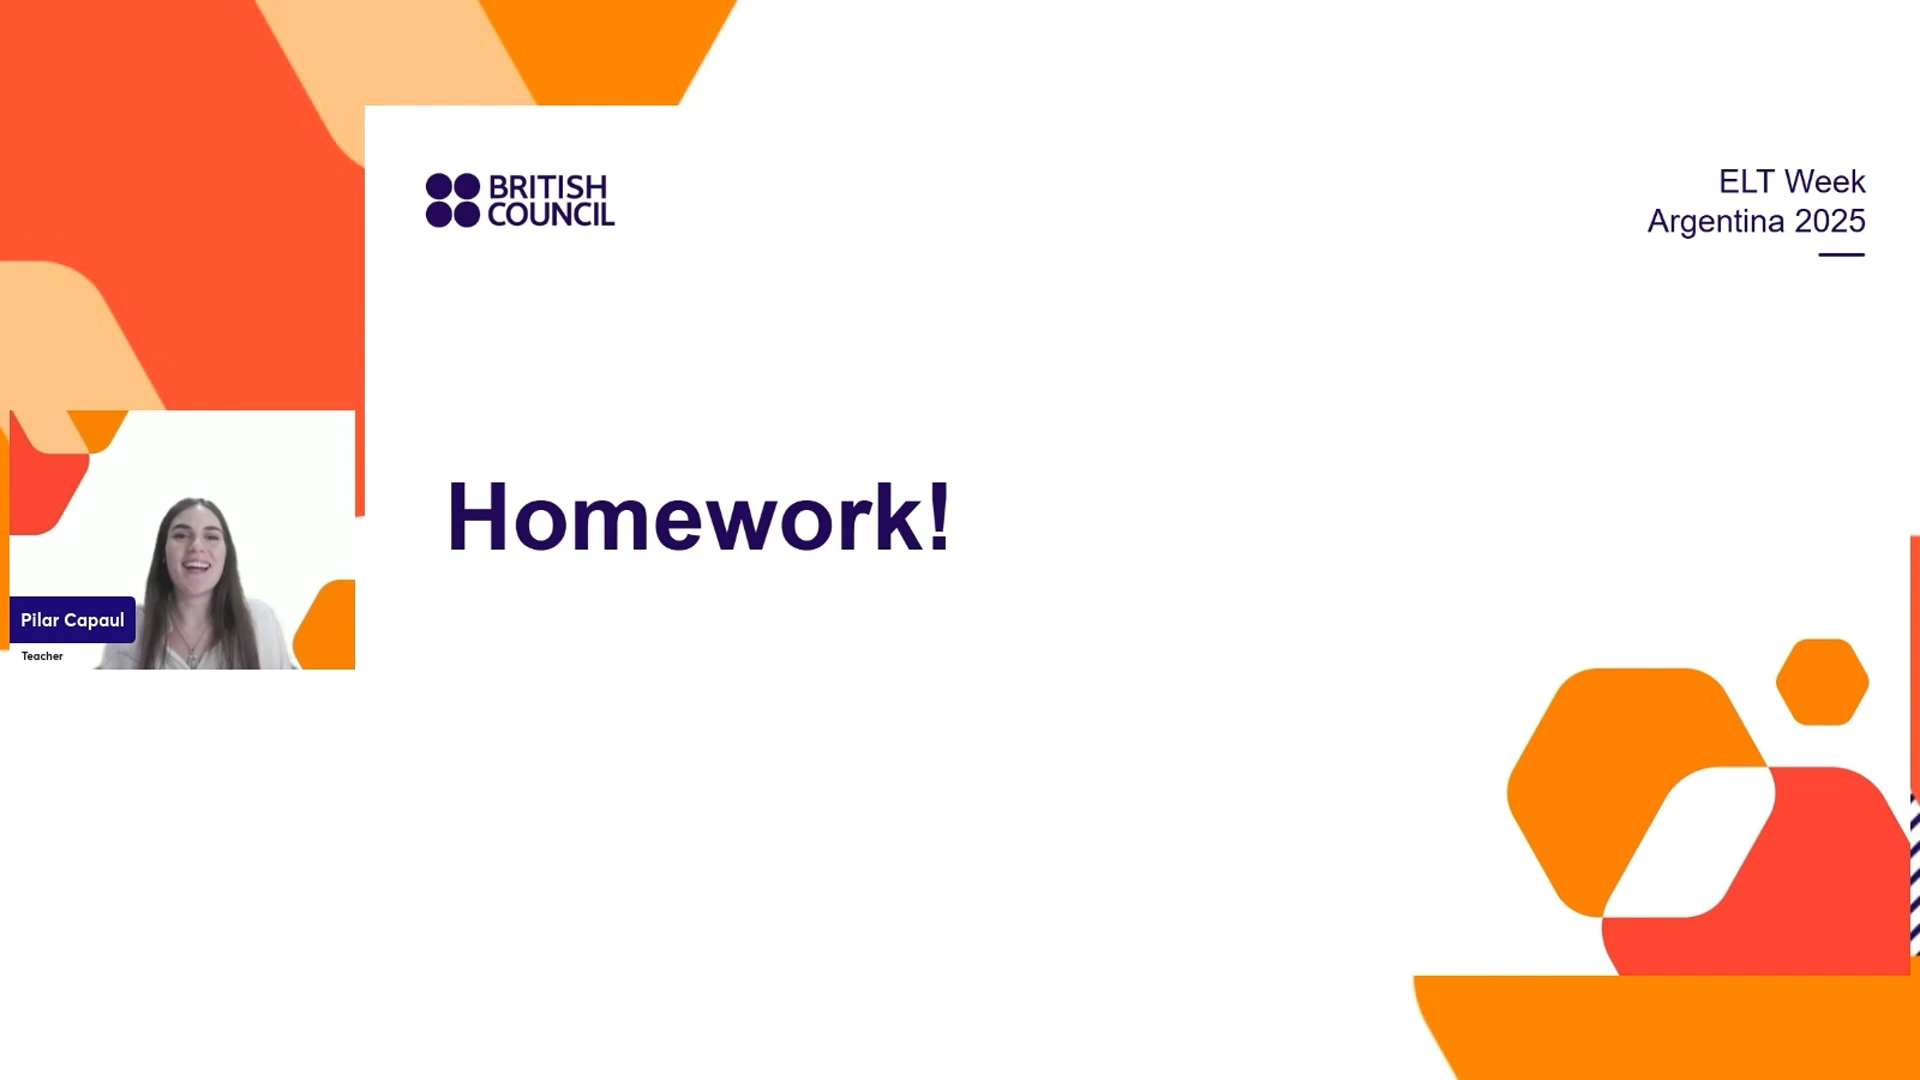 BRITISH
COUNCIL
ELT Week
Argentina 2025
Homework!
Pilar Capaul
Teacher